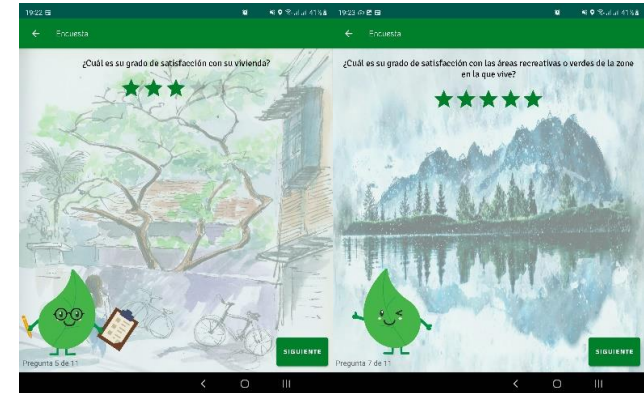 19:22
41%
Encuesta
¿Cuál es su grado de satisfacción con su vivienda?
SIGUIENTE
Pregunta 5 de 11
19:23
41%
Encuesta
¿Cuál es su grado de satisfacción con las áreas recreativas o verdes de la zone
en la que vive?
SIGUIENTE
Pregunta 7 de 11